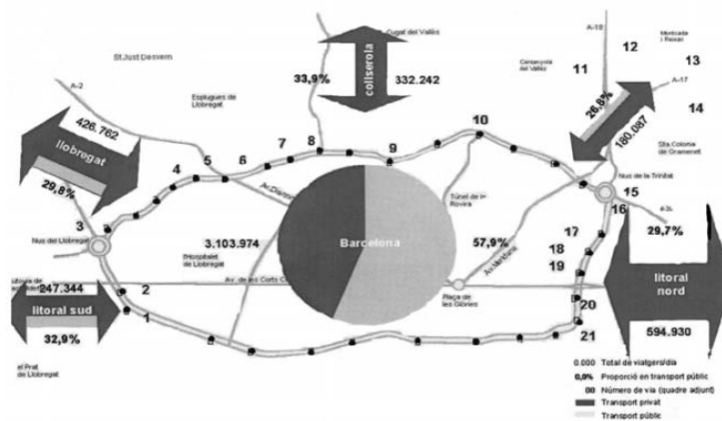 Cugat del Vallès
A-18
Montcada
i Reixac
St.Just Desvern
12
Cerdanyola
del Vallès
11
13
33,9%
collserola
332.242
A-2
A-17
Esplugues de
Llobregat
26,8%
180.087
14
426.762
llobregat
29,8%
Sta.Coloma
de Gramenet
10
9
8
7
6
5
4
Nus de la Trinitat
Túnel de la
Rovira
15
16
3
Nus del Llobregat
3.103.974
Barcelona
57,9%
17
29,7%
l'Hospitalet
de Llobregat
18
Av. Meridiana
19
litoral
nord
247.344
2
Av. de les Corts
Plaça de
les Glòries
litoral sud
1
20
594.930
32,9%
21
el Prat
de Llobregat
0.000 Total de viatgers/dia
0,0% Proporció en transport públic
00 Número de via (quadre adjunt)
Transport privat
Transport públic